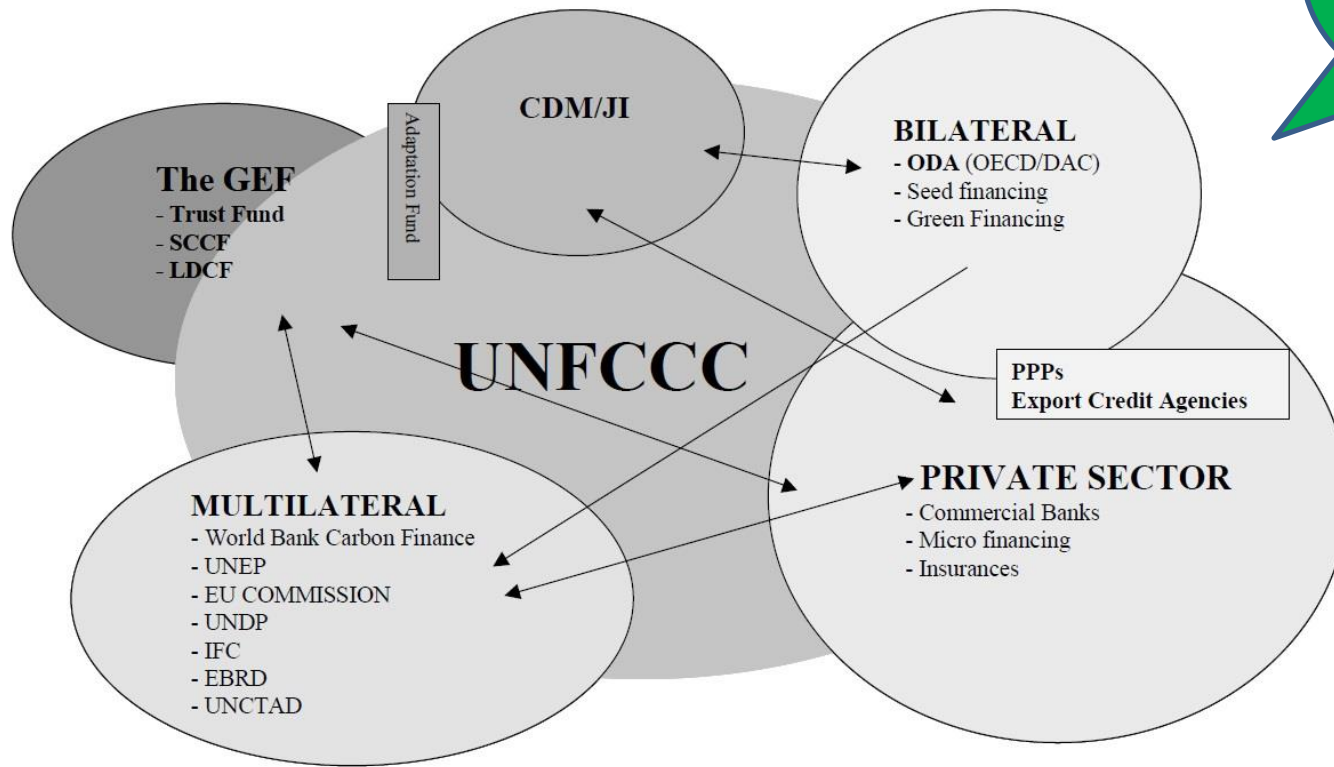 CDM/JI
Adaptation Fund
The GEF
- Trust Fund
- SCCF
- LDCF
BILATERAL
- ODA (OECD/DAC)
- Seed financing
- Green Financing
UNFCCC
PPPs
Export Credit Agencies
MULTILATERAL
- World Bank Carbon Finance
- UNEP
- EU COMMISSION
- UNDP
- IFC
- EBRD
- UNCTAD
PRIVATE SECTOR
- Commercial Banks
- Micro financing
- Insurances